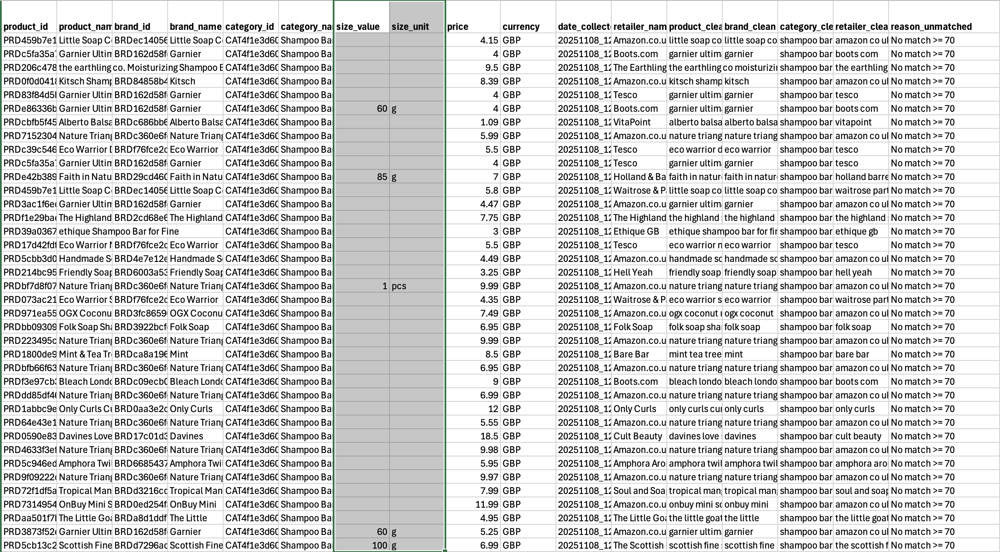 product_id product_nam brand_id brand_name category_id category_na size_value size_unit price currency date_collect retailer_nam product_clea brand_clean category_cle retailer_clea reason_unmatched
PRD459b7e1 Little Soap C BRDec14056 Little Soap C CAT4f1e3d60 Shampoo Ba 4.15 GBP 20251108_12 Amazon.co.u little soap co little soap co shampoo bar amazon co u No match >= 70
PRDc5fa35a Garnier Ultim BRD162d58f Garnier CAT4f1e3d60 Shampoo Ba 4 GBP 20251108_12 Boots.com garnier ultim garnier shampoo bar boots com No match >= 70
PRD206c478 the earthling co. Moisturizing Shampoo B CAT4f1e3d60 Shampoo Ba 9.5 GBP 20251108_12 The Earthling the earthling co moisturizi shampoo bar the earthling No match >= 70
PRD0f0d0418 Kitsch Shamp BRD84858b4 Kitsch CAT4f1e3d60 Shampoo Ba 8.39 GBP 20251108_12 Amazon.co.u kitsch shamp kitsch shampoo bar amazon co u No match >= 70
PRD83f84d5 Garnier Ultim BRD162d58f Garnier CAT4f1e3d60 Shampoo Ba 4 GBP 20251108_12 Tesco garnier ultim garnier shampoo bar tesco No match >= 70
PRDe86336b Garnier Ultim BRD162d58f Garnier CAT4f1e3d60 Shampoo Ba 60 g 4 GBP 20251108_12 Boots.com garnier ultim garnier shampoo bar boots com No match >= 70
PRDcbfb5f45 Alberto Balsa BRDc686bb6 Alberto Balsa CAT4f1e3d60 Shampoo Ba 1.09 GBP 20251108_12 VitaPoint alberto balsa alberto balsa shampoo bar vitapoint No match >= 70
PRD7152304 Nature Triang BRDc360e6f Nature Triang CAT4f1e3d60 Shampoo Ba 5.99 GBP 20251108_12 Amazon.co.u nature triang nature triang shampoo bar amazon co u No match >= 70
PRDc39c546 Eco Warrior BRDf76fce2c Eco Warrior CAT4f1e3d60 Shampoo Ba 5.5 GBP 20251108_12 Tesco eco warrior d eco warrior shampoo bar tesco No match >= 70
PRDc5fa35a Garnier Ultim BRD162d58f Garnier CAT4f1e3d60 Shampoo Ba 4 GBP 20251108_12 Tesco garnier ultim garnier shampoo bar tesco No match >= 70
PRDe42b389 Faith in Natu BRD29cd460 Faith in Natu CAT4f1e3d60 Shampoo Ba 85 g 7 GBP 20251108_12 Holland & Ba faith in natur faith in natur shampoo bar holland barre No match >= 70
PRD459b7e1 Little Soap C BRDec14056 Little Soap C CAT4f1e3d60 Shampoo Ba 5.8 GBP 20251108_12 Waitrose & P little soap co little soap co shampoo bar waitrose part No match >= 70
PRD3ac1f6e Garnier Ultim BRD162d58f Garnier CAT4f1e3d60 Shampoo Ba 4.47 GBP 20251108_12 Amazon.co.u garnier ultim garnier shampoo bar amazon co u No match >= 70
PRDf1e29ba The Highland BRD2cd68e6 The Highland CAT4f1e3d60 Shampoo Ba 7.75 GBP 20251108_12 The Highland the highland the highland shampoo bar the highland No match >= 70
PRD39a0367 ethique Shampoo Bar for Fine CAT4f1e3d60 Shampoo Ba 3 GBP 20251108_12 Ethique GB ethique shampoo bar for fin shampoo bar ethique gb No match >= 70
PRD17d42fdf Eco Warrior BRDf76fce2c Eco Warrior CAT4f1e3d60 Shampoo Ba 5.5 GBP 20251108_12 Tesco eco warrior eco warrior shampoo bar tesco No match >= 70
PRD5cbb3d0 Handmade S BRD4e7e12e Handmade S CAT4f1e3d60 Shampoo Ba 4.49 GBP 20251108_12 Amazon.co.u handmade so handmade so shampoo bar amazon co u No match >= 70
PRD214bc95 Friendly Soap BRD6003a53 Friendly Soap CAT4f1e3d60 Shampoo Ba 3.25 GBP 20251108_12 Hell Yeah friendly soap friendly soap shampoo bar hell yeah No match >= 70
PRDbf7d8f07 Nature Triang BRDc360e6f Nature Triang CAT4f1e3d60 Shampoo Ba 1 pcs 9.99 GBP 20251108_12 Amazon.co.u nature triang nature triang shampoo bar amazon co u No match >= 70
PRD073ac21 Eco Warrior S BRDf76fce2c Eco Warrior CAT4f1e3d60 Shampoo Ba 4.35 GBP 20251108_12 Waitrose & P eco warrior s eco warrior shampoo bar waitrose part No match >= 70
PRD971ea55 OGX Coconu BRD3fc8659 OGX Coconu CAT4f1e3d60 Shampoo Ba 7.49 GBP 20251108_12 Amazon.co.u ogx coconut ogx coconut shampoo bar amazon co u No match >= 70
PRDbb09309 Folk Soap Sha BRD3922bcf Folk Soap CAT4f1e3d60 Shampoo Ba 6.95 GBP 20251108_12 Folk Soap folk soap sha folk soap shampoo bar folk soap No match >= 70
PRD223495c Nature Triang BRDc360e6f Nature Triang CAT4f1e3d60 Shampoo Ba 9.99 GBP 20251108_12 Amazon.co.u nature triang nature triang shampoo bar amazon co u No match >= 70
PRD1800de9 Mint & Tea Tr BRDca8a196 Mint CAT4f1e3d60 Shampoo Ba 8.5 GBP 20251108_12 Bare Bar mint tea tree mint shampoo bar bare bar No match >= 70
PRDbfb66f63 Nature Triang BRDc360e6f Nature Triang CAT4f1e3d60 Shampoo Ba 6.95 GBP 20251108_12 Amazon.co.u nature triang nature triang shampoo bar amazon co u No match >= 70
PRDf3e97cb Bleach Londo BRDc09ecb0 Bleach Londo CAT4f1e3d60 Shampoo Ba 9 GBP 20251108_12 Boots.com bleach londo bleach londo shampoo bar boots com No match >= 70
PRDdd85df4 Nature Triang BRDc360e6f Nature Triang CAT4f1e3d60 Shampoo Ba 6.99 GBP 20251108_12 Amazon.co.u nature triang nature triang shampoo bar amazon co u No match >= 70
PRD1abbc9e Only Curls Cu BRD0aa3e2c Only Curls CAT4f1e3d60 Shampoo Ba 12 GBP 20251108_12 Only Curls only curls cur only curls shampoo bar only curls No match >= 70
PRD64e43e1 Nature Triang BRDc360e6f Nature Triang CAT4f1e3d60 Shampoo Ba 5.55 GBP 20251108_12 Amazon.co.u nature triang nature triang shampoo bar amazon co u No match >= 70
PRD0590e83 Davines Love BRD17c01d3 Davines CAT4f1e3d60 Shampoo Ba 18.5 GBP 20251108_12 Cult Beauty davines love davines shampoo bar cult beauty No match >= 70
PRD4633f3ef Nature Triang BRDc360e6f Nature Triang CAT4f1e3d60 Shampoo Ba 9.98 GBP 20251108_12 Amazon.co.u nature triang nature triang shampoo bar amazon co u No match >= 70
PRD5c946ed Amphora Twi BRD6685437 Amphora Twi CAT4f1e3d60 Shampoo Ba 5.95 GBP 20251108_12 Amphora Aro amphora twil amphora twil shampoo bar amphora aro No match >= 70
PRD9f09222 Nature Triang BRDc360e6f Nature Triang CAT4f1e3d60 Shampoo Ba 9.97 GBP 20251108_12 Amazon.co.u nature triang nature triang shampoo bar amazon co u No match >= 70
PRD72f1df5a Tropical Man BRDd3216cc Tropical Man CAT4f1e3d60 Shampoo Ba 7.99 GBP 20251108_12 Soul and Soa tropical man tropical man shampoo bar soul and soap No match >= 70
PRD7314954 OnBuy Mini S BRD0ed254f OnBuy Mini CAT4f1e3d60 Shampoo Ba 11.99 GBP 20251108_12 Amazon.co.u onbuy mini so onbuy mini shampoo bar amazon co u No match >= 70
PRDaa501f7 The Little Goa BRDa8d1ddf The Little CAT4f1e3d60 Shampoo Ba 4.95 GBP 20251108_12 The Little Goa the little goat the little shampoo bar the little goat No match >= 70
PRD3873f52 Garnier Ultim BRD162d58f Garnier CAT4f1e3d60 Shampoo Ba 60 g 5.25 GBP 20251108_12 Amazon.co.u garnier ultim garnier shampoo bar amazon co u No match >= 70
PRD5cb13c2 Scottish Fine BRDd7296ac Scottish Fine CAT4f1e3d60 Shampoo Ba 100 g 6.99 GBP 20251108_12 The Scottish scottish fine scottish fine shampoo bar the scottish f No match >= 70